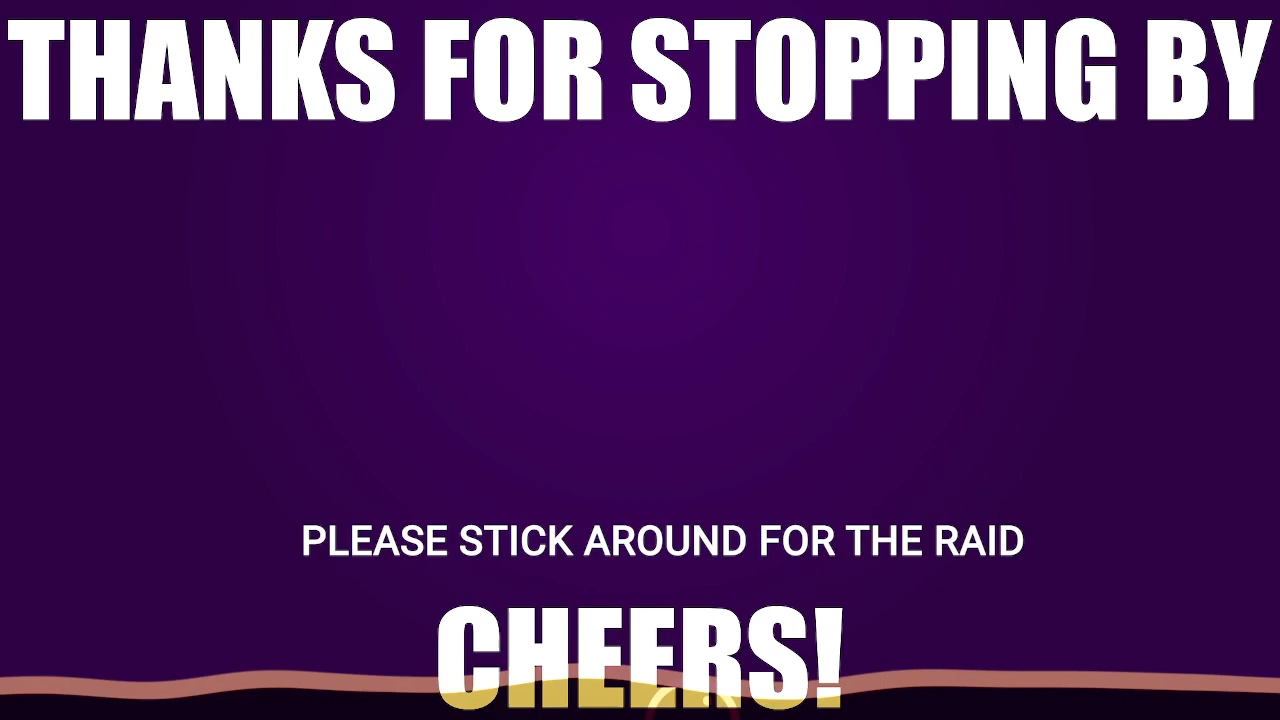 THANKS FOR STOPPING BY
PLEASE STICK AROUND FOR THE RAID
CHEERS!